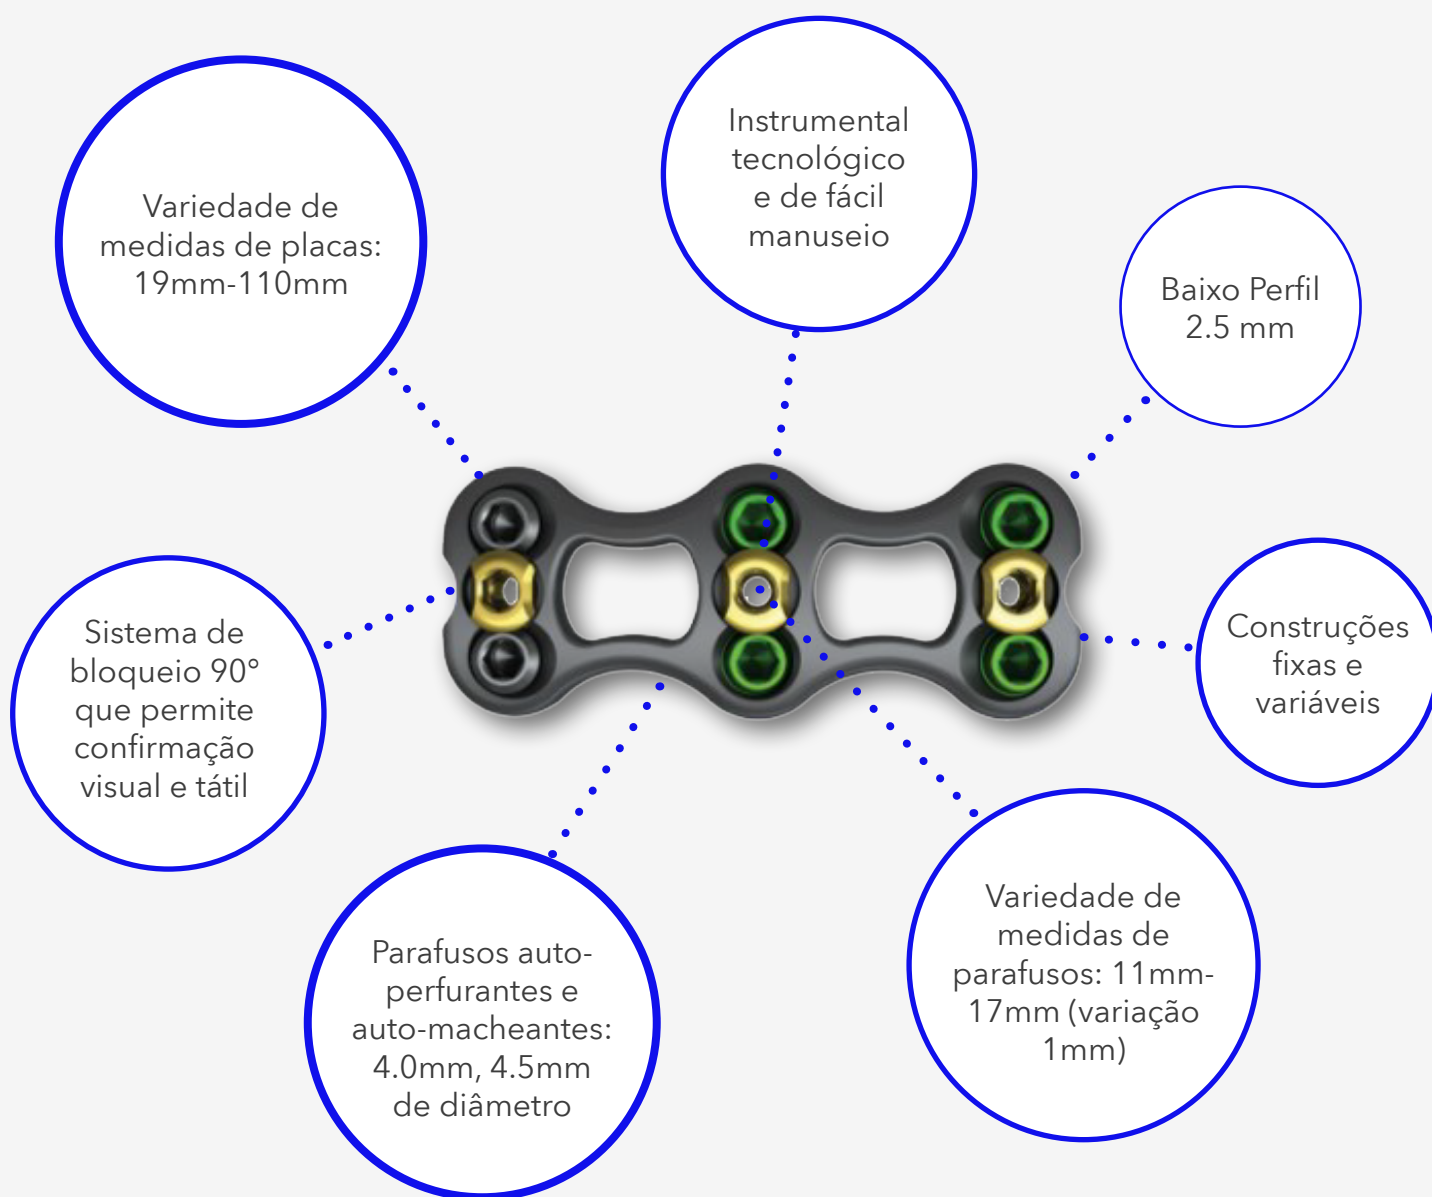 Variedade de
medidas de placas:
19mm-110mm
Instrumental
tecnológico
e de fácil
manuseio
Baixo Perfil
2.5 mm
Sistema de
bloqueio 90°
que permite
confirmação
visual e tátil
Construções
fixas e
variáveis
Parafusos auto-
perfurantes e
auto-macheantes:
4.0mm, 4.5mm
de diâmetro
Variedade de
medidas de
parafusos: 11mm-
17mm (variação
1mm)